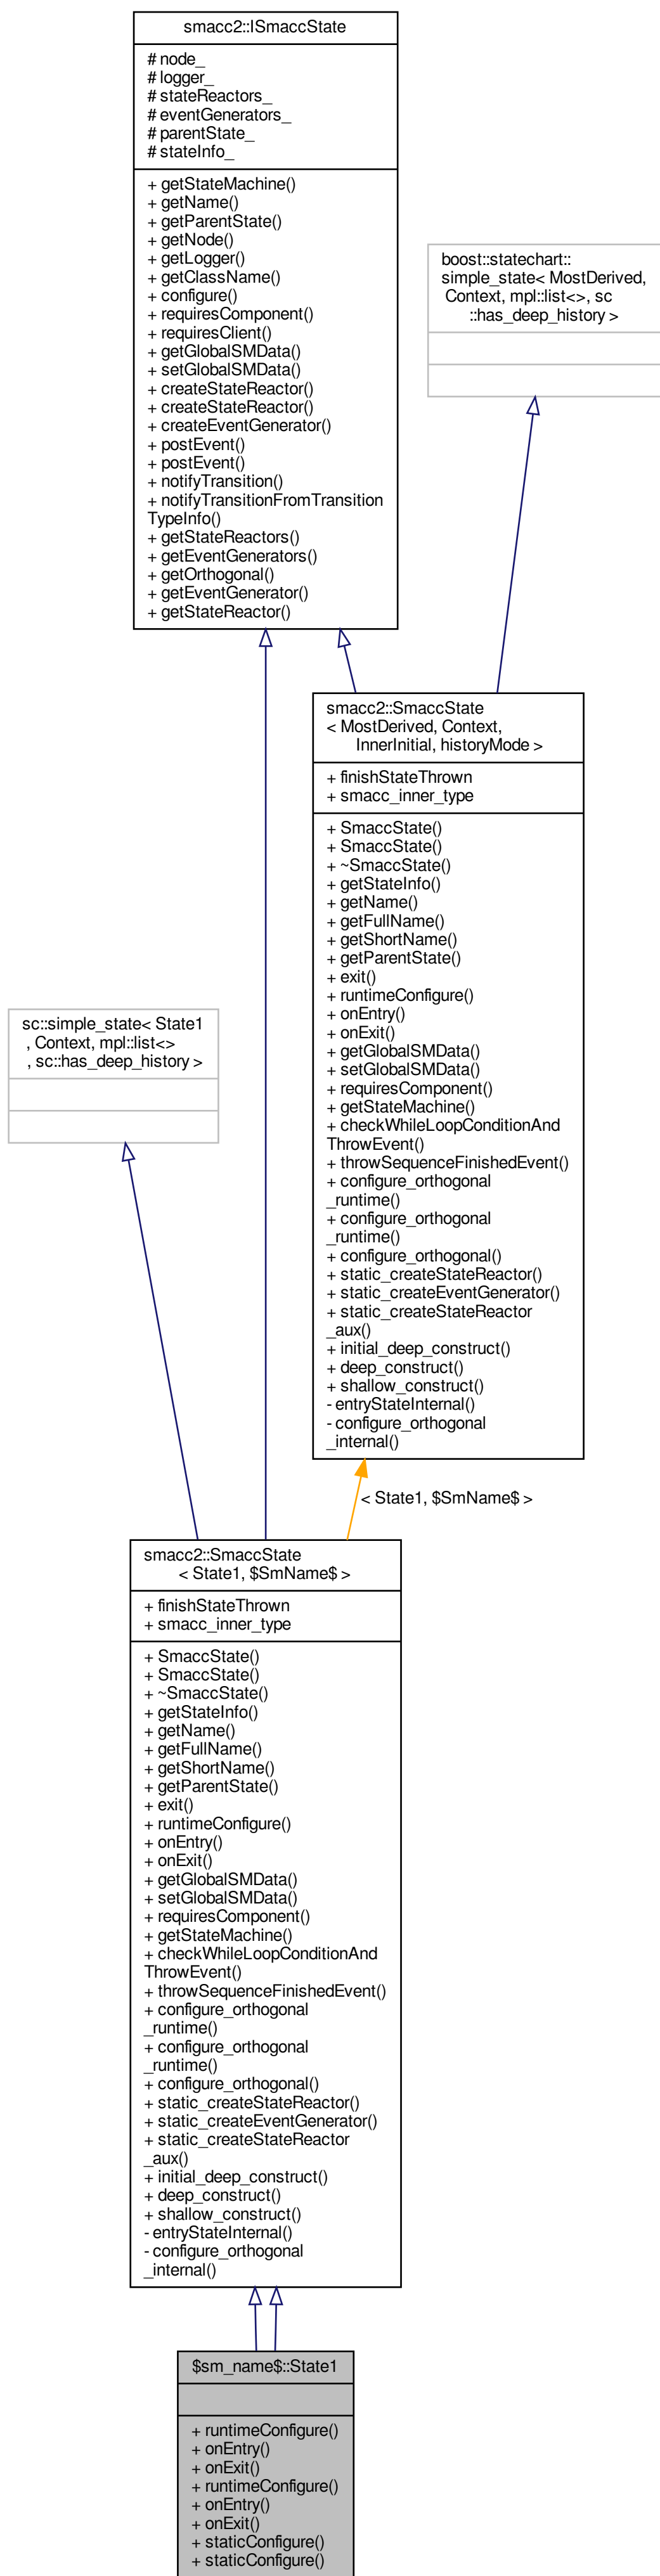 smacc2::ISmaccState
# node_
# logger_
# stateReactors_
# eventGenerators_
# parentState_
# stateInfo_
+ getStateMachine()
+ getName()
+ getParentState()
+ getNode()
+ getLogger()
+ getClassName()
+ configure()
+ requiresComponent()
+ requiresClient()
+ getGlobalSMData()
+ setGlobalSMData()
+ createStateReactor()
+ createStateReactor()
+ createEventGenerator()
+ postEvent()
+ postEvent()
+ notifyTransition()
+ notifyTransitionFromTransition
TypeInfo()
+ getStateReactors()
+ getEventGenerators()
+ getOrthogonal()
+ getEventGenerator()
+ getStateReactor()
boost::statechart::
simple_state< MostDerived,
Context, mpl::list<>, sc
::has_deep_history >
smacc2::SmaccState
< MostDerived, Context,
InnerInitial, historyMode >
+ finishStateThrown
+ smacc_inner_type
+ SmaccState()
+ SmaccState()
+ ~SmaccState()
+ getStateInfo()
+ getName()
+ getFullName()
+ getShortName()
+ getParentState()
+ exit()
+ runtimeConfigure()
+ onEntry()
+ onExit()
+ getGlobalSMData()
+ setGlobalSMData()
+ requiresComponent()
+ getStateMachine()
+ checkWhileLoopConditionAnd
ThrowEvent()
+ throwSequenceFinishedEvent()
+ configure_orthogonal
_runtime()
+ configure_orthogonal
_runtime()
+ configure_orthogonal()
+ static_createStateReactor()
+ static_createEventGenerator()
+ static_createStateReactor
_aux()
+ initial_deep_construct()
+ deep_construct()
+ shallow_construct()
- entryStateInternal()
- configure_orthogonal
_internal()
sc::simple_state< State1
, Context, mpl::list<>
, sc::has_deep_history >
< State1, $SmName$ >
smacc2::SmaccState
< State1, $SmName$ >
+ finishStateThrown
+ smacc_inner_type
+ SmaccState()
+ SmaccState()
+ ~SmaccState()
+ getStateInfo()
+ getName()
+ getFullName()
+ getShortName()
+ getParentState()
+ exit()
+ runtimeConfigure()
+ onEntry()
+ onExit()
+ getGlobalSMData()
+ setGlobalSMData()
+ requiresComponent()
+ getStateMachine()
+ checkWhileLoopConditionAnd
ThrowEvent()
+ throwSequenceFinishedEvent()
+ configure_orthogonal
_runtime()
+ configure_orthogonal
_runtime()
+ configure_orthogonal()
+ static_createStateReactor()
+ static_createEventGenerator()
+ static_createStateReactor
_aux()
+ initial_deep_construct()
+ deep_construct()
+ shallow_construct()
- entryStateInternal()
- configure_orthogonal
_internal()
$sm_name$::State1
+ runtimeConfigure()
+ onEntry()
+ onExit()
+ runtimeConfigure()
+ onEntry()
+ onExit()
+ staticConfigure()
+ staticConfigure()